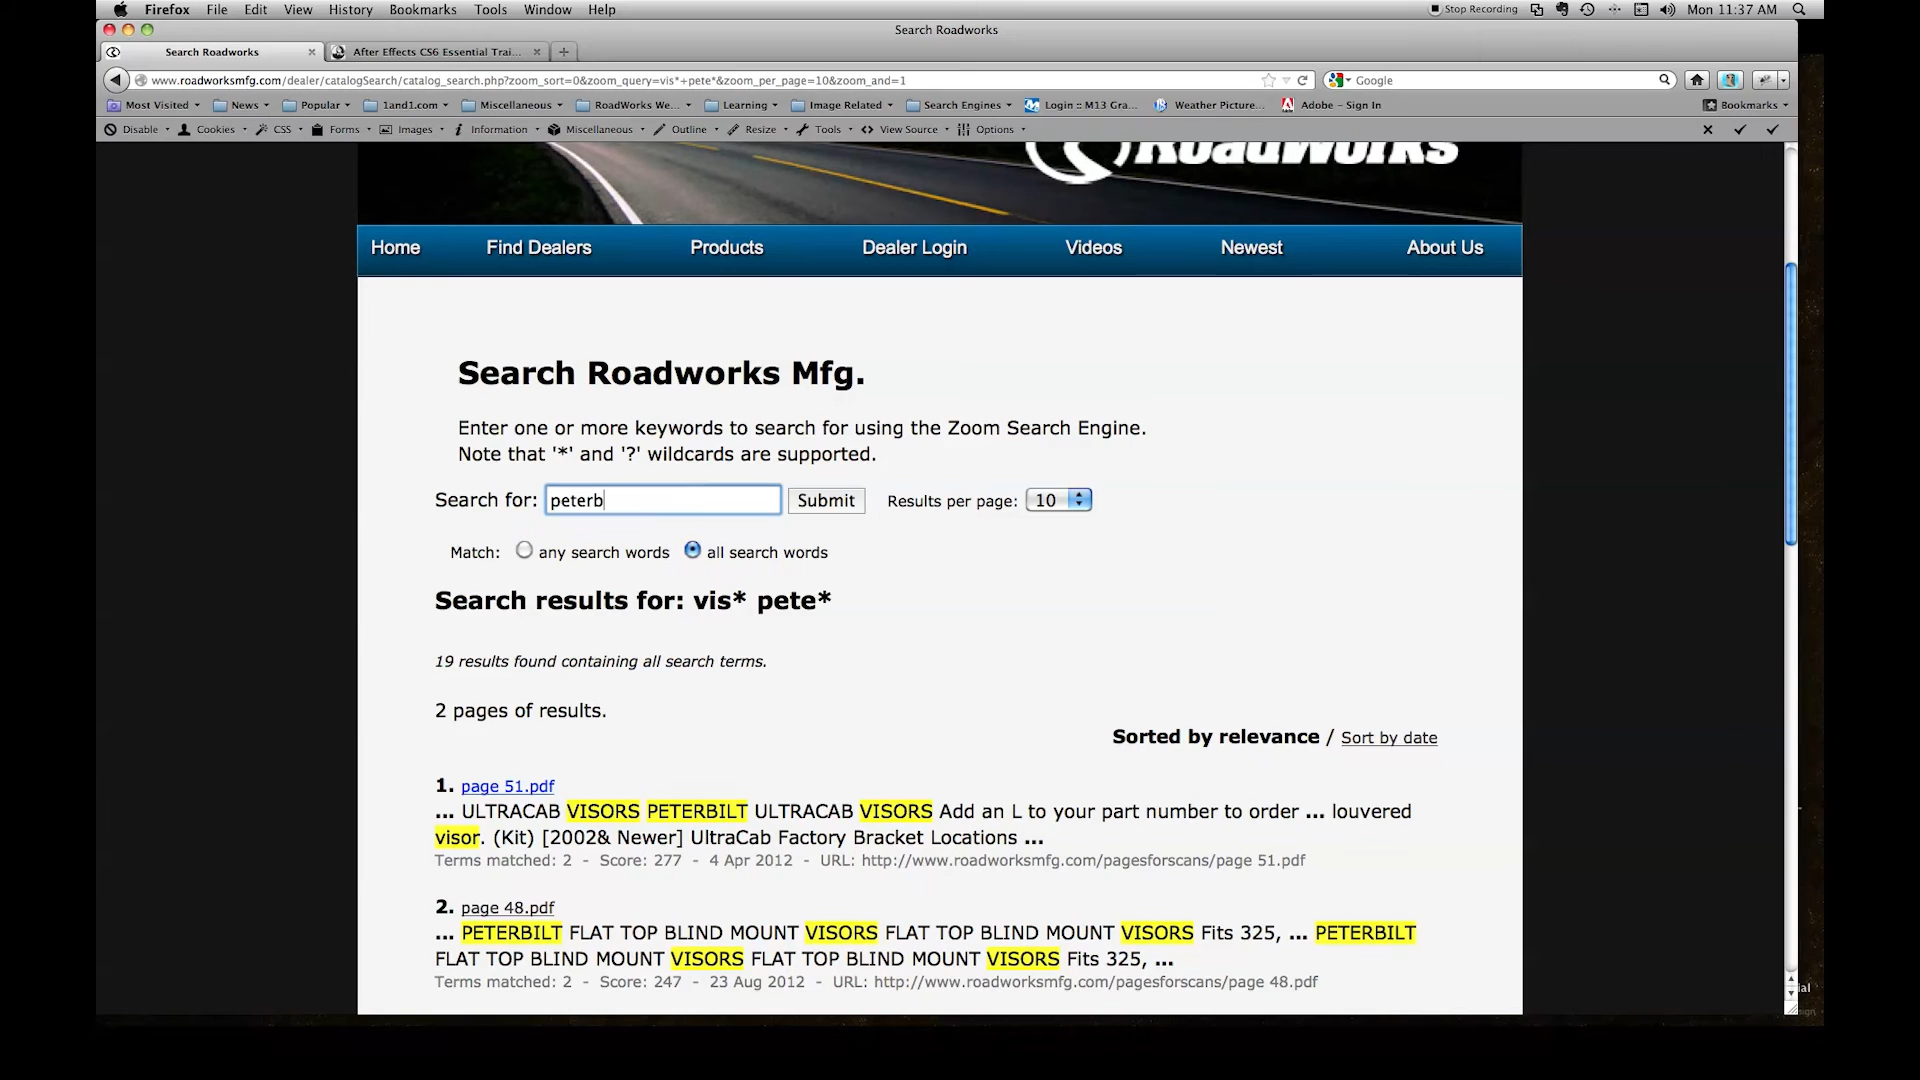 Firefox File Edit View History Bookmarks Tools Window Help Stop Recording Mon 11:37 AM
Search Roadworks
Search Roadworks After Effects CS6 Essential Trai...
www.roadworksmfg.com/dealer/catalogSearch/catalog_search.php?zoom_sort=0&zoom_query=vis*+pete*&zoom_per_page=10&zoom_and=1 Google
Most Visited News Popular 1and1.com Miscellaneous RoadWorks We... Learning Image Related Search Engines Login :: M13 Gra... Weather Picture... Adobe - Sign In Bookmarks
Disable Cookies CSS Forms Images Information Miscellaneous Outline Resize Tools View Source Options
Roadworks
Home Find Dealers Products Dealer Login Videos Newest About Us
Search Roadworks Mfg.
Enter one or more keywords to search for using the Zoom Search Engine.
Note that '*' and '?' wildcards are supported.
Search for: peterb Submit Results per page: 10
Match: any search words all search words
Search results for: vis* pete*
19 results found containing all search terms.
2 pages of results.
Sorted by relevance / Sort by date
1. page 51.pdf
... ULTRACAB VISORS PETERBILT ULTRACAB VISORS Add an L to your part number to order ... louvered
visor. (Kit) [2002& Newer] UltraCab Factory Bracket Locations ...
Terms matched: 2 - Score: 277 - 4 Apr 2012 - URL: http://www.roadworksmfg.com/pagesforscans/page 51.pdf
2. page 48.pdf
... PETERBILT FLAT TOP BLIND MOUNT VISORS FLAT TOP BLIND MOUNT VISORS Fits 325, ... PETERBILT
FLAT TOP BLIND MOUNT VISORS FLAT TOP BLIND MOUNT VISORS Fits 325, ...
Terms matched: 2 - Score: 247 - 23 Aug 2012 - URL: http://www.roadworksmfg.com/pagesforscans/page 48.pdf